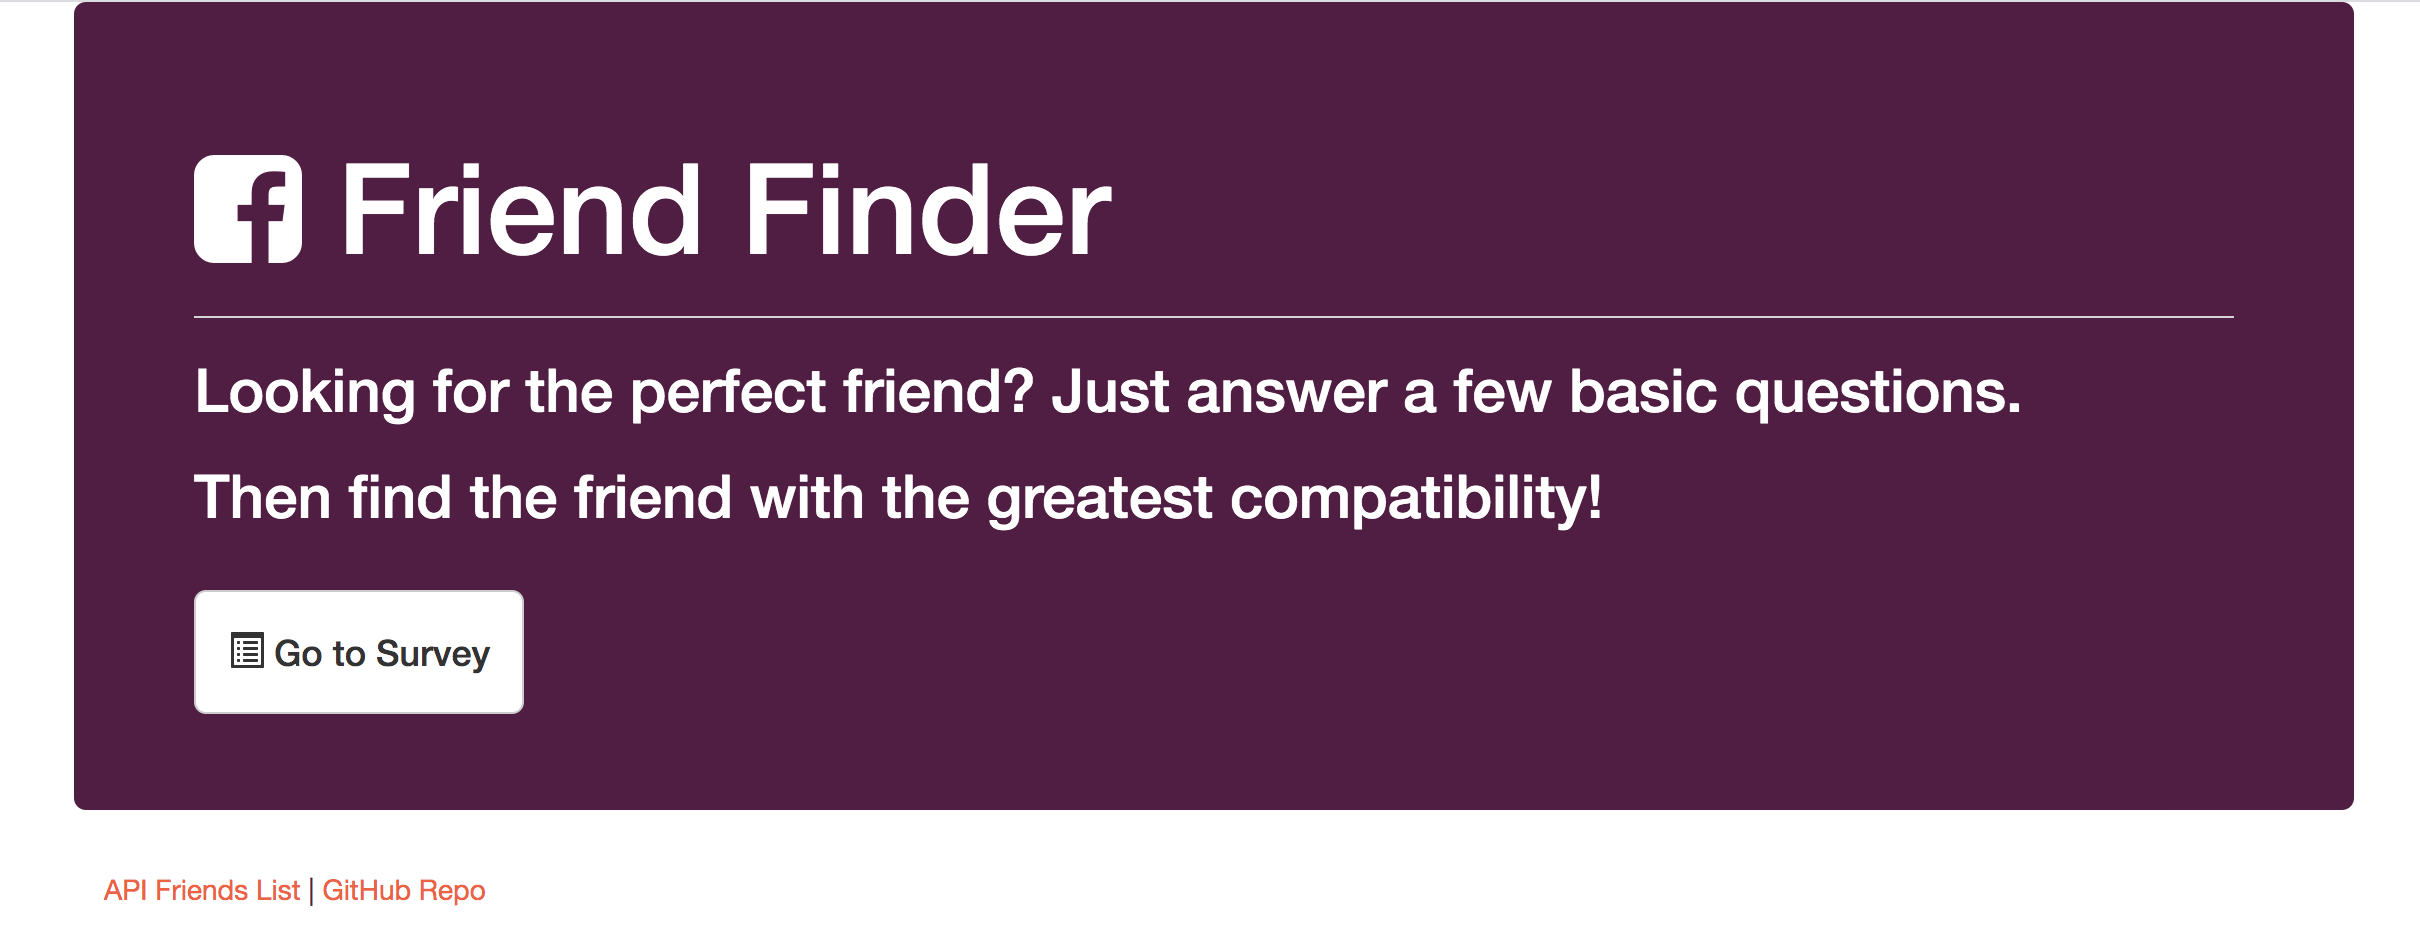 Friend Finder
Looking for the perfect friend? Just answer a few basic questions.
Then find the friend with the greatest compatibility!
Go to Survey
API Friends List | GitHub Repo